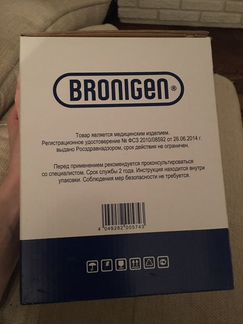 BRONIGEN®
Товар является медицинским изделием.
Регистрационное удостоверение № ФСЗ 2010/08592 от 26.06.2014 г.
выдано Росздравнадзором, срок действия не ограничен.
Перед применением рекомендуется проконсультироваться
со специалистом. Срок службы 2 года. Инструкция находится внутри
упаковки. Соблюдения мер безопасности не требуется.